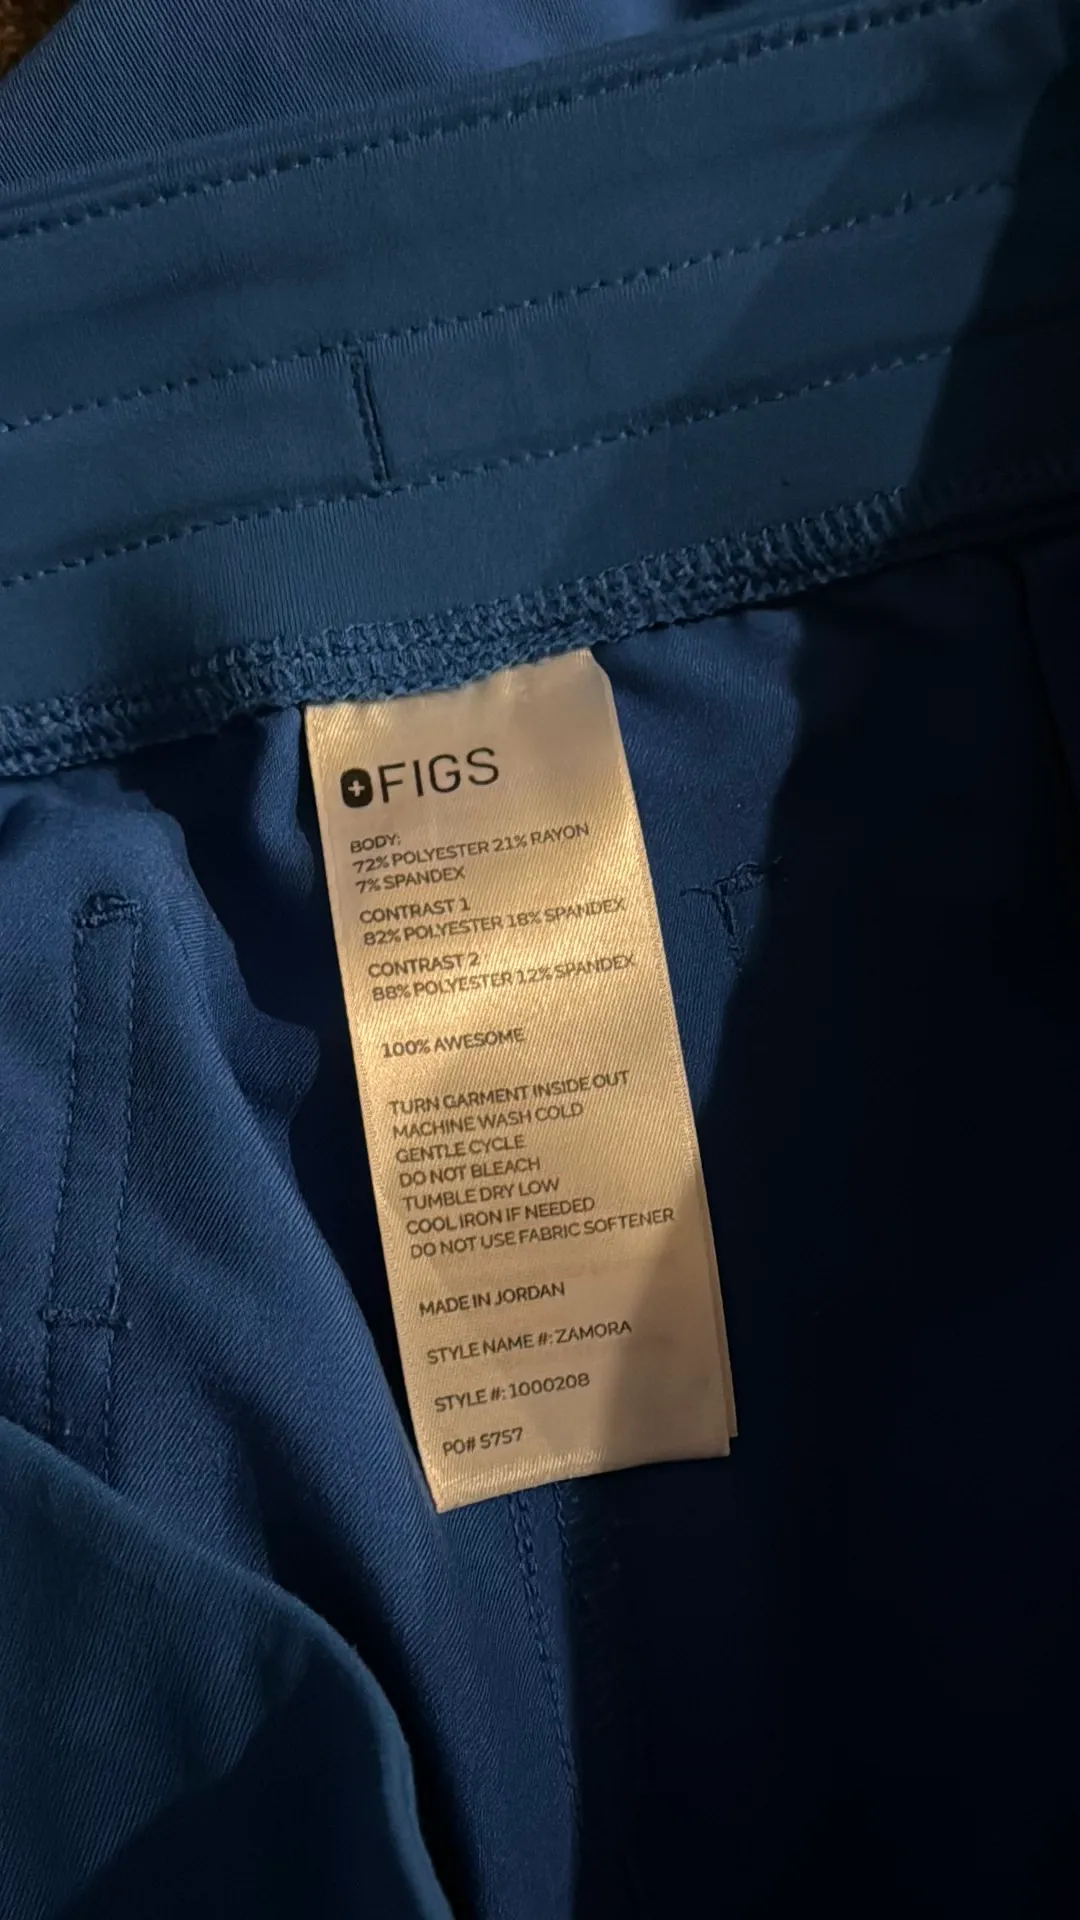 FIGS
BODY:
72% POLYESTER 21% RAYON
7% SPANDEX
CONTRAST 1
82% POLYESTER 18% SPANDEX
CONTRAST 2
88% POLYESTER 12% SPANDEX
100% AWESOME
TURN GARMENT INSIDE OUT
MACHINE WASH COLD
GENTLE CYCLE
DO NOT BLEACH
TUMBLE DRY LOW
COOL IRON IF NEEDED
DO NOT USE FABRIC SOFTENER
MADE IN JORDAN
STYLE NAME #: ZAMORA
STYLE #: 1000208
PO# 5757